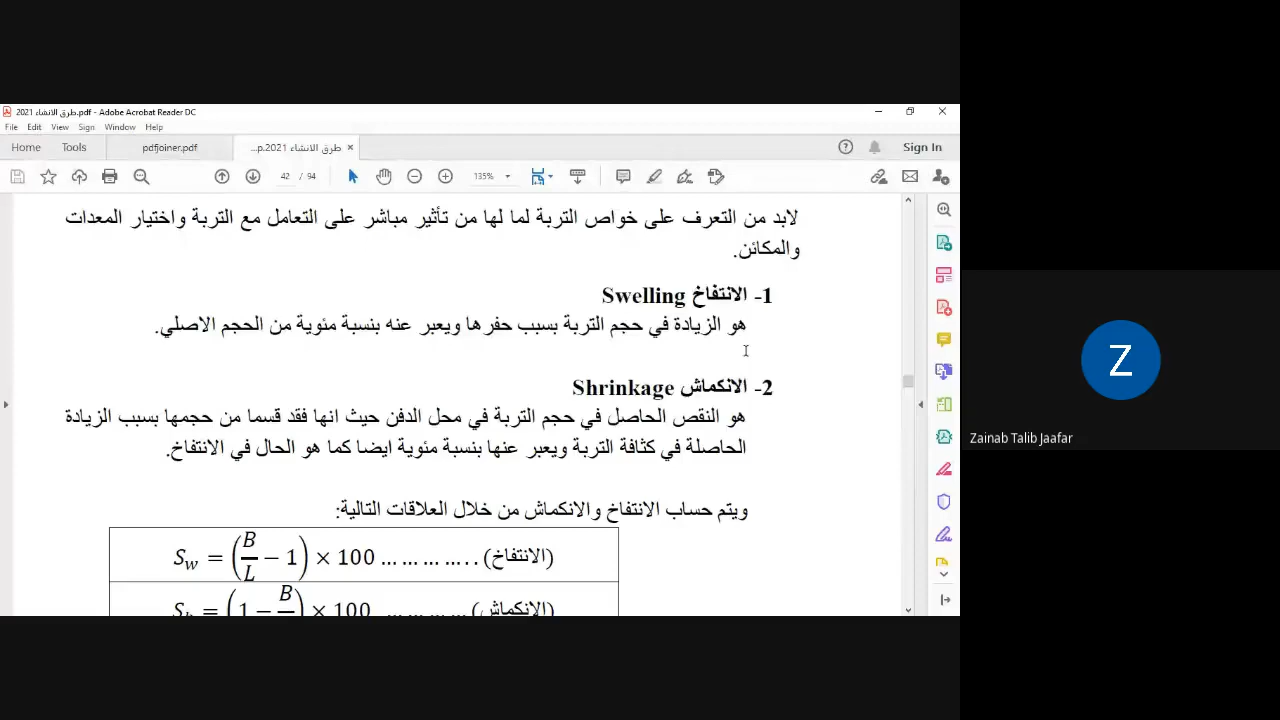 طرق الانشاء 2021.pdf - Adobe Acrobat Reader DC
File Edit View Sign Window Help
Home Tools pdfjoiner.pdf طرق الانشاء 2021.p... × Sign In
42 / 94 135%
لابد من التعرف على خواص التربة لما لها من تأثير مباشر على التعامل مع التربة واختيار المعدات
والمكائن.
1- الانتفاخ Swelling
هو الزيادة في حجم التربة بسبب حفرها ويعبر عنه بنسبة مئوية من الحجم الاصلي.
2- الانكماش Shrinkage
هو النقص الحاصل في حجم التربة في محل الدفن حيث انها فقد قسما من حجمها بسبب الزيادة
الحاصلة في كثافة التربة ويعبر عنها بنسبة مئوية ايضا كما هو الحال في الانتفاخ.
ويتم حساب الانتفاخ والانكماش من خلال العلاقات التالية:
S_w = (B/L − 1) × 100 … … … … . . (الانتفاخ)
(1 − B/) × 100 … … … … (الانكماش)
Z
Zainab Talib Jaafar